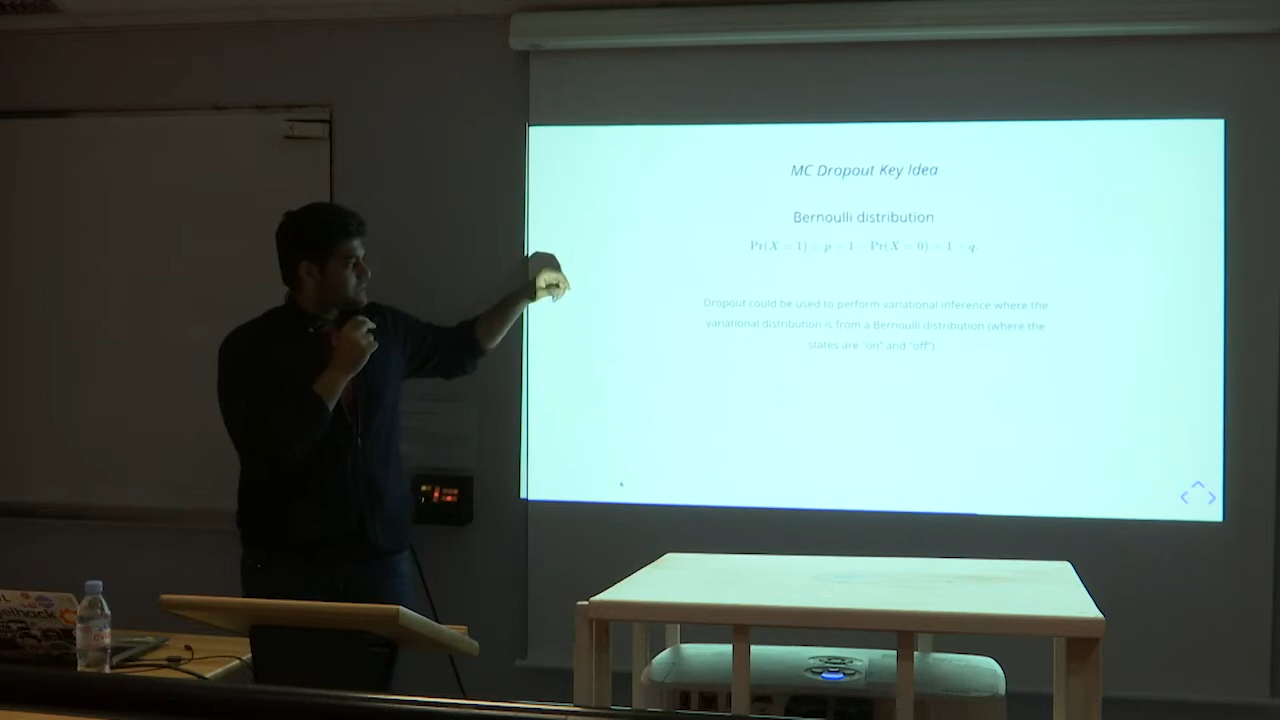 MC Dropout Key Idea
Bernoulli distribution
Pr(X = 1) = p = 1 − Pr(X = 0) = 1 − q.
Dropout could be used to perform variational inference where the
variational distribution is from a Bernoulli distribution (where the
states are "on" and "off").